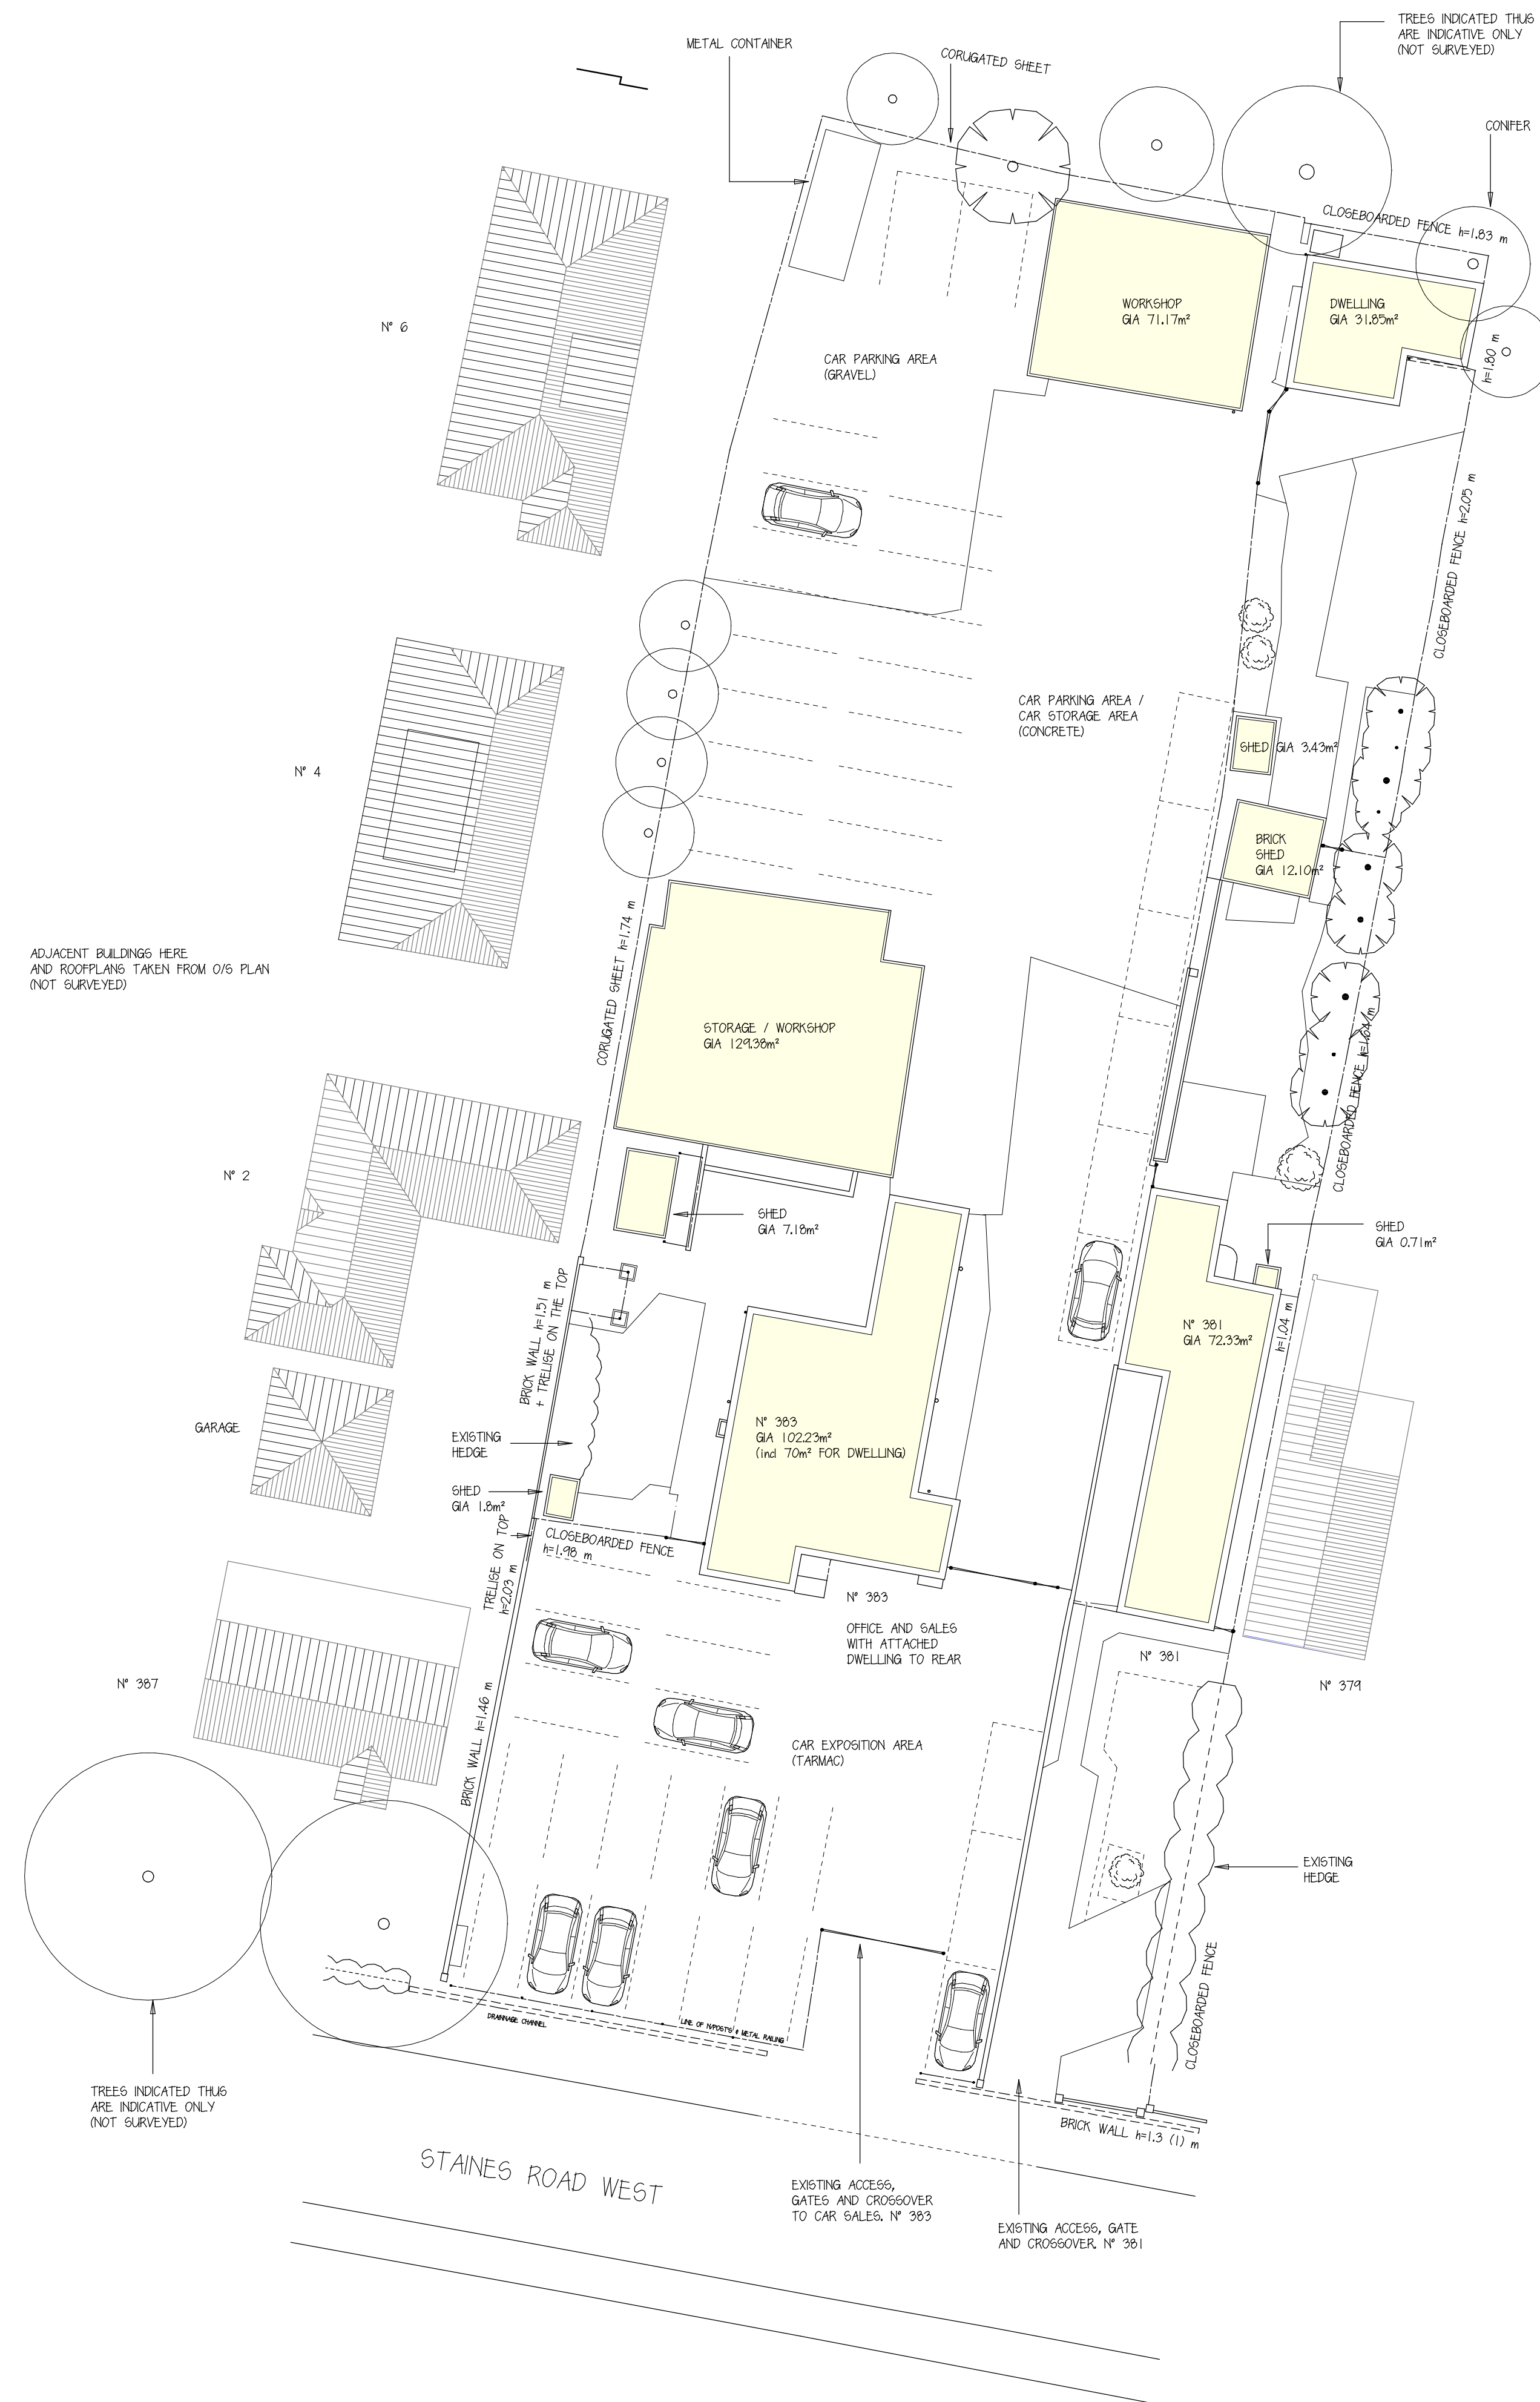 TREES INDICATED THUS
ARE INDICATIVE ONLY
(NOT SURVEYED)
METAL CONTAINER
CORUGATED SHEET
CONIFER
CLOSEBOARDED FENCE h=1.83 m
WORKSHOP
GIA 71.17m²
DWELLING
GIA 31.85m²
N° 6
h=1.80 m
CAR PARKING AREA
(GRAVEL)
CLOSEBOARDED FENCE h=2.05 m
CAR PARKING AREA /
CAR STORAGE AREA
(CONCRETE)
SHED GIA 3.43m²
N° 4
BRICK
SHED
GIA 12.10m²
ADJACENT BUILDINGS HERE
AND ROOFPLANS TAKEN FROM O/S PLAN
(NOT SURVEYED)
CORUGATED SHEET h=1.74 m
STORAGE / WORKSHOP
GIA 129.38m²
CLOSEBOARDED FENCE h=1.64 m
N° 2
SHED
GIA 7.18m²
SHED
GIA 0.71m²
BRICK WALL h=1.51 m
+ TRELISE ON THE TOP
N° 381
GIA 72.33m²
h=1.04 m
GARAGE
N° 383
GIA 102.23m²
(incl 70m² FOR DWELLING)
EXISTING
HEDGE
SHED
GIA 1.8m²
TRELISE ON TOP
h=2.03 m
CLOSEBOARDED FENCE
h=1.98 m
N° 383
OFFICE AND SALES
WITH ATTACHED
DWELLING TO REAR
N° 381
N° 379
N° 387
BRICK WALL h=1.46 m
CAR EXPOSITION AREA
(TARMAC)
EXISTING
HEDGE
CLOSEBOARDED FENCE
DRAINAGE CHANNEL
METAL RAILING
TREES INDICATED THUS
ARE INDICATIVE ONLY
(NOT SURVEYED)
BRICK WALL h=1.3 (1) m
STAINES ROAD WEST
EXISTING ACCESS,
GATES AND CROSSOVER
TO CAR SALES. N° 383
EXISTING ACCESS, GATE
AND CROSSOVER. N° 381